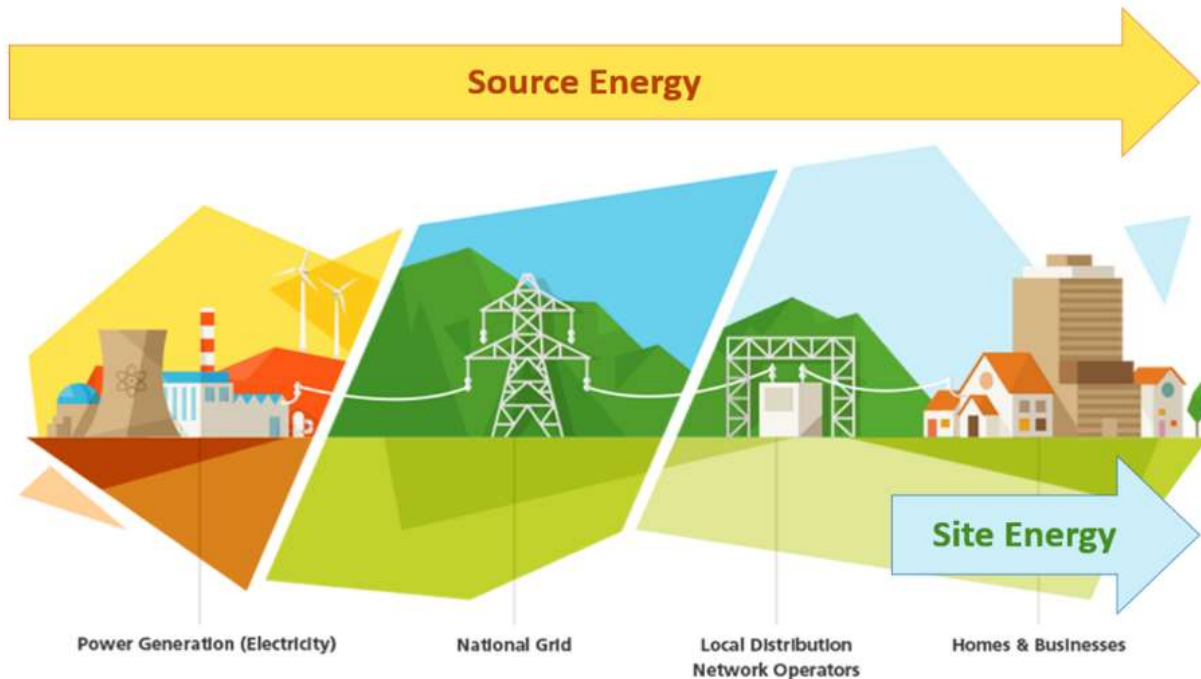 Source Energy
Site Energy
Power Generation (Electricity)
National Grid
Local Distribution
Network Operators
Homes & Businesses